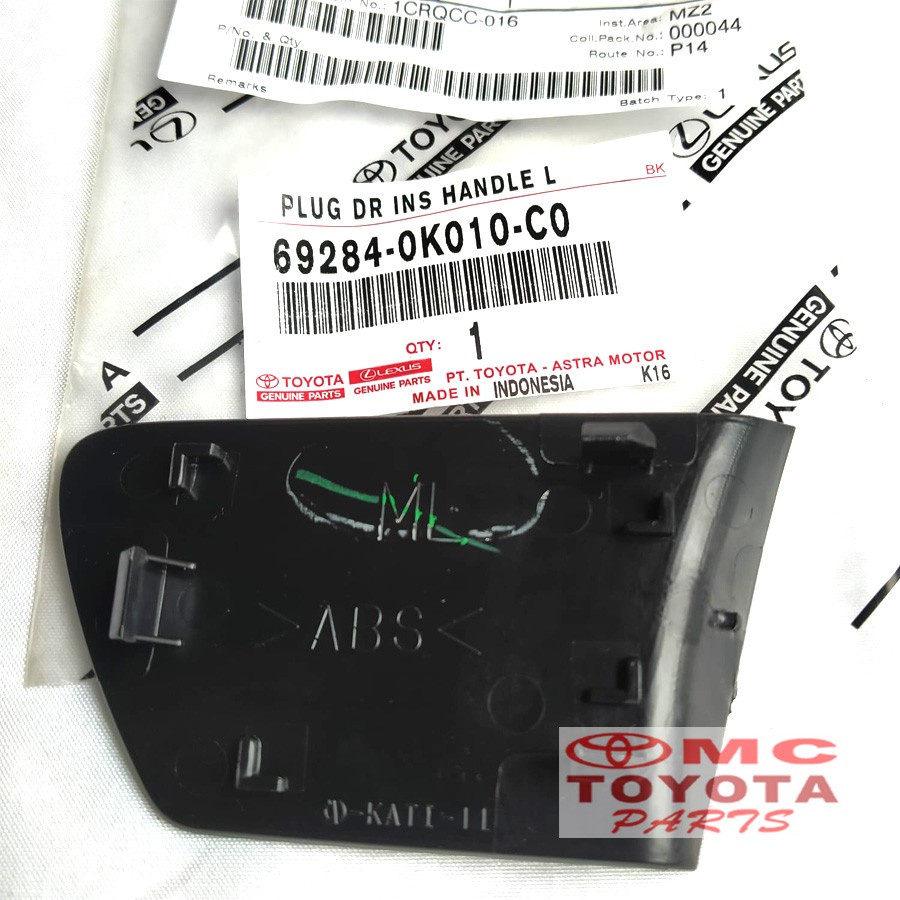 1CRQCC-016
Inst.Area: MZ2
Coll.Pack.No.: 000044
Route No.: P14
P/No. & Qty
Remarks
Batch Type: 1
TOYOTA
GENUINE PARTS
LEXUS
GENUINE PARTS
BK
PLUG DR INS HANDLE L
69284-0K010-C0
QTY: 1
TOYOTA
GENUINE PARTS
LEXUS
GENUINE PARTS
PT. TOYOTA - ASTRA MOTOR
MADE IN INDONESIA K16
TOYOTA
GENUINE PARTS
A
RTS
ML
>ABS<
MC
TOYOTA
PARTS